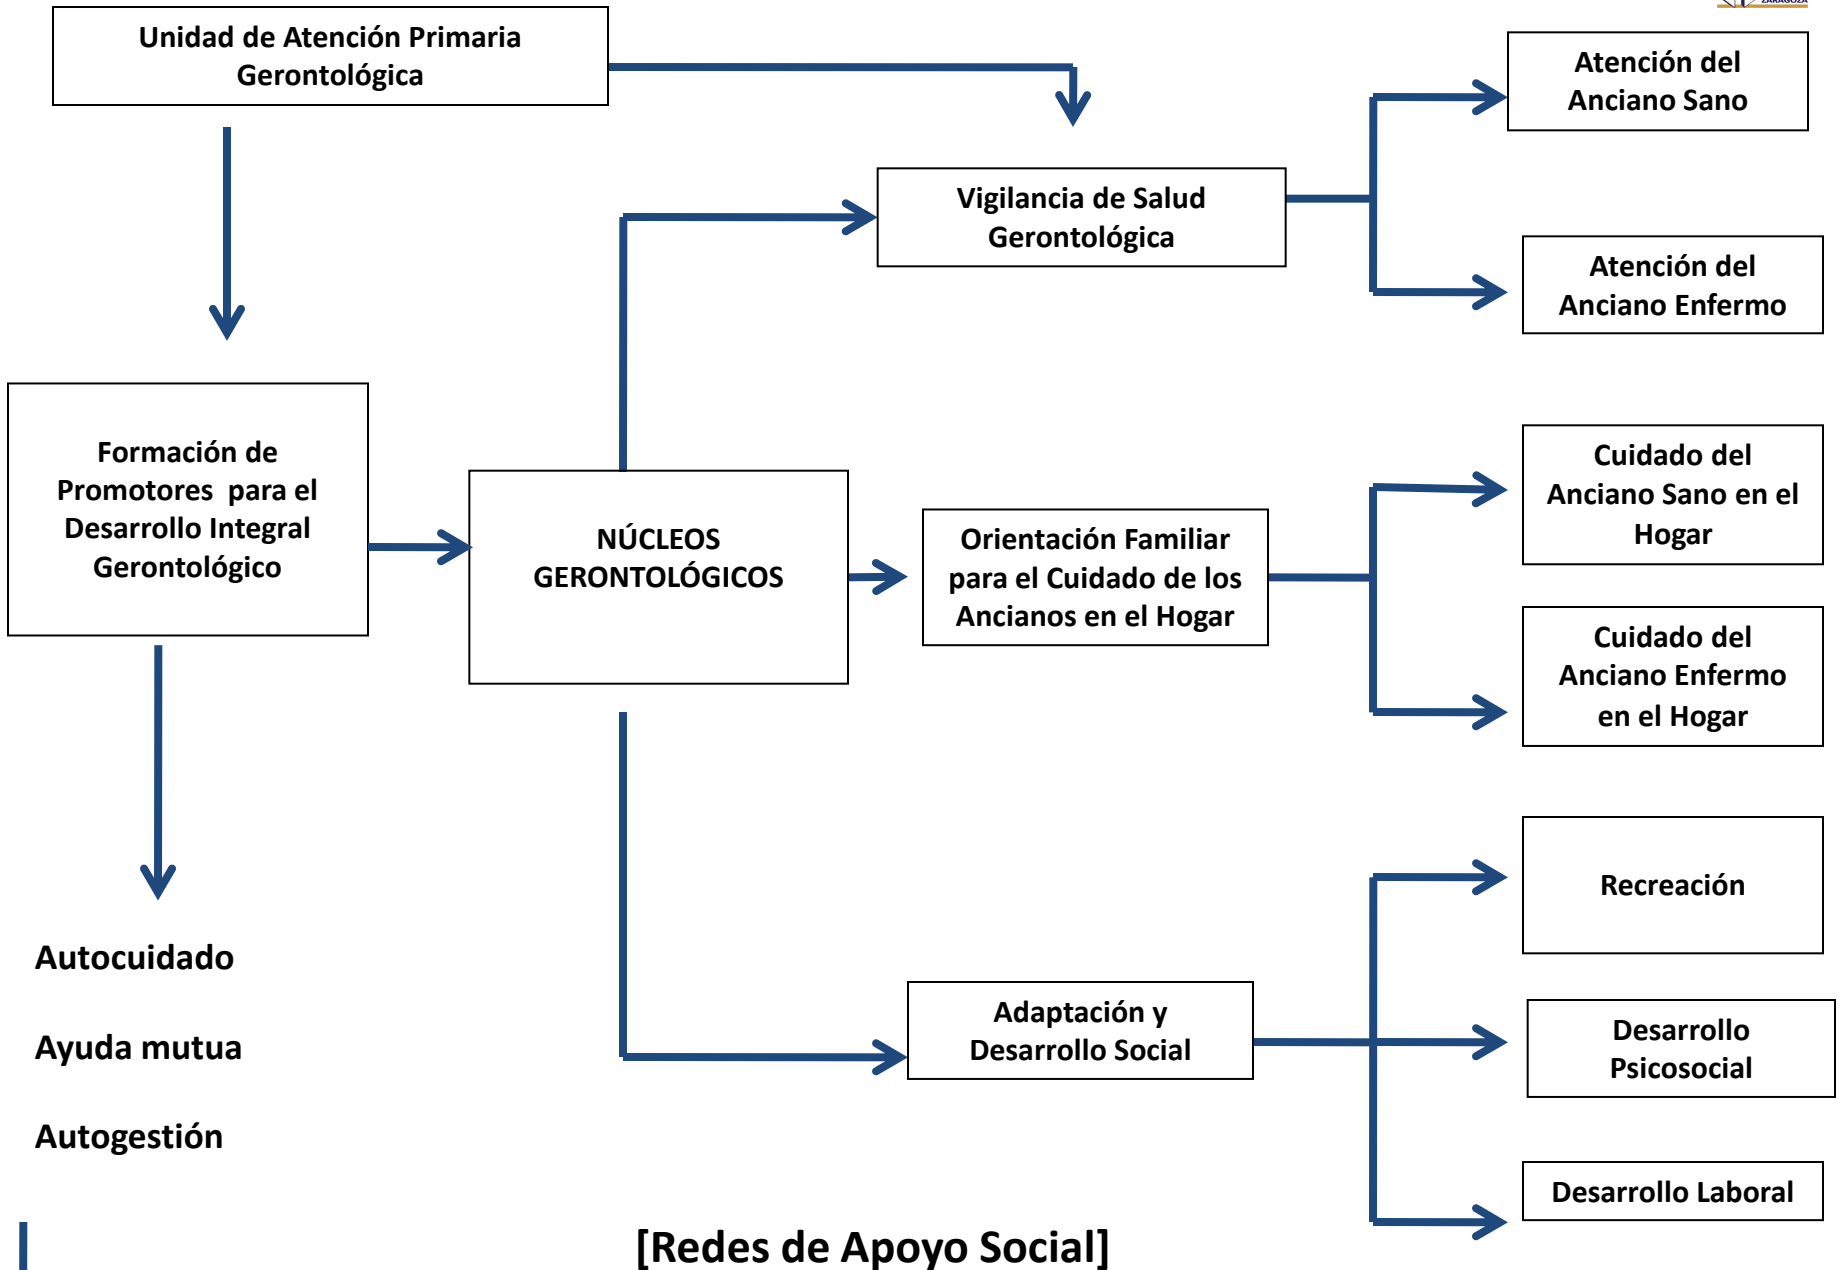 ZARAGOZA
Unidad de Atención Primaria
Gerontológica
Atención del
Anciano Sano
Vigilancia de Salud
Gerontológica
Atención del
Anciano Enfermo
Formación de
Promotores para el
Desarrollo Integral
Gerontológico
NÚCLEOS
GERONTOLÓGICOS
Orientación Familiar
para el Cuidado de los
Ancianos en el Hogar
Cuidado del
Anciano Sano en el
Hogar
Cuidado del
Anciano Enfermo
en el Hogar
Recreación
Autocuidado
Ayuda mutua
Autogestión
Adaptación y
Desarrollo Social
Desarrollo
Psicosocial
Desarrollo Laboral
[Redes de Apoyo Social]